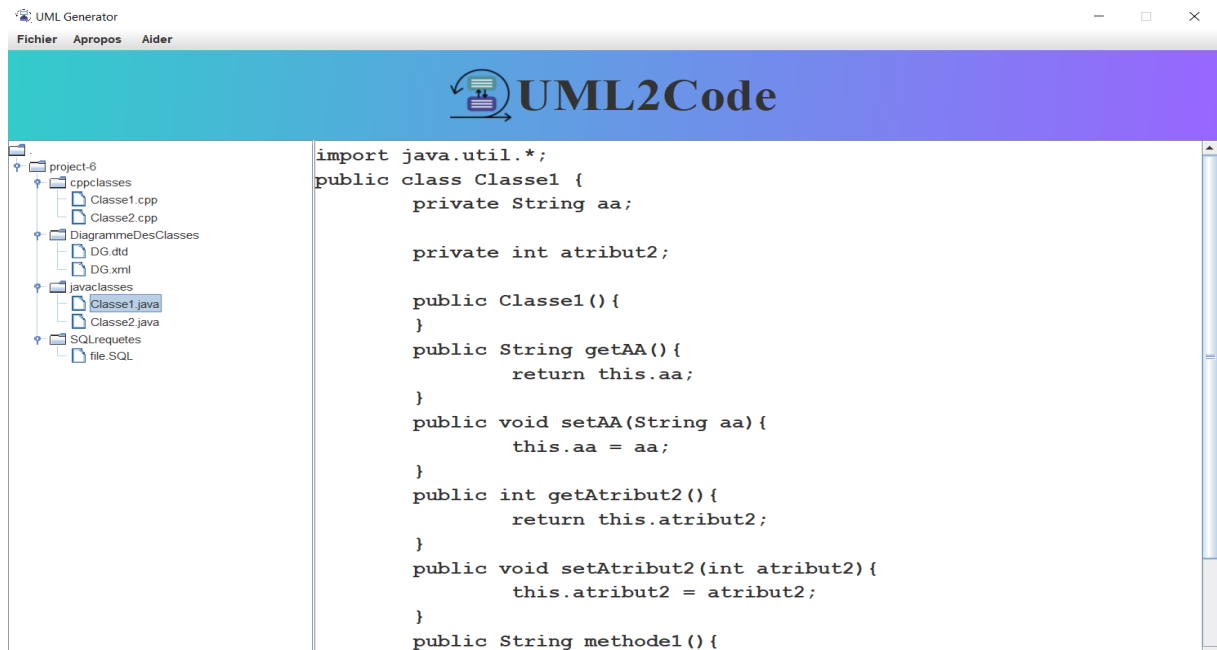 UML Generator
Fichier Apropos Aider
UML2Code
.
project-6
cppclasses
Classe1.cpp
Classe2.cpp
DiagrammeDesClasses
DG.dtd
DG.xml
javaclasses
Classe1.java
Classe2.java
SQLrequetes
file.SQL
import java.util.*;
public class Classe1 {
private String aa;
private int atribut2;
public Classe1(){
}
public String getAA(){
return this.aa;
}
public void setAA(String aa){
this.aa = aa;
}
public int getAtribut2(){
return this.atribut2;
}
public void setAtribut2(int atribut2){
this.atribut2 = atribut2;
}
public String methode1(){